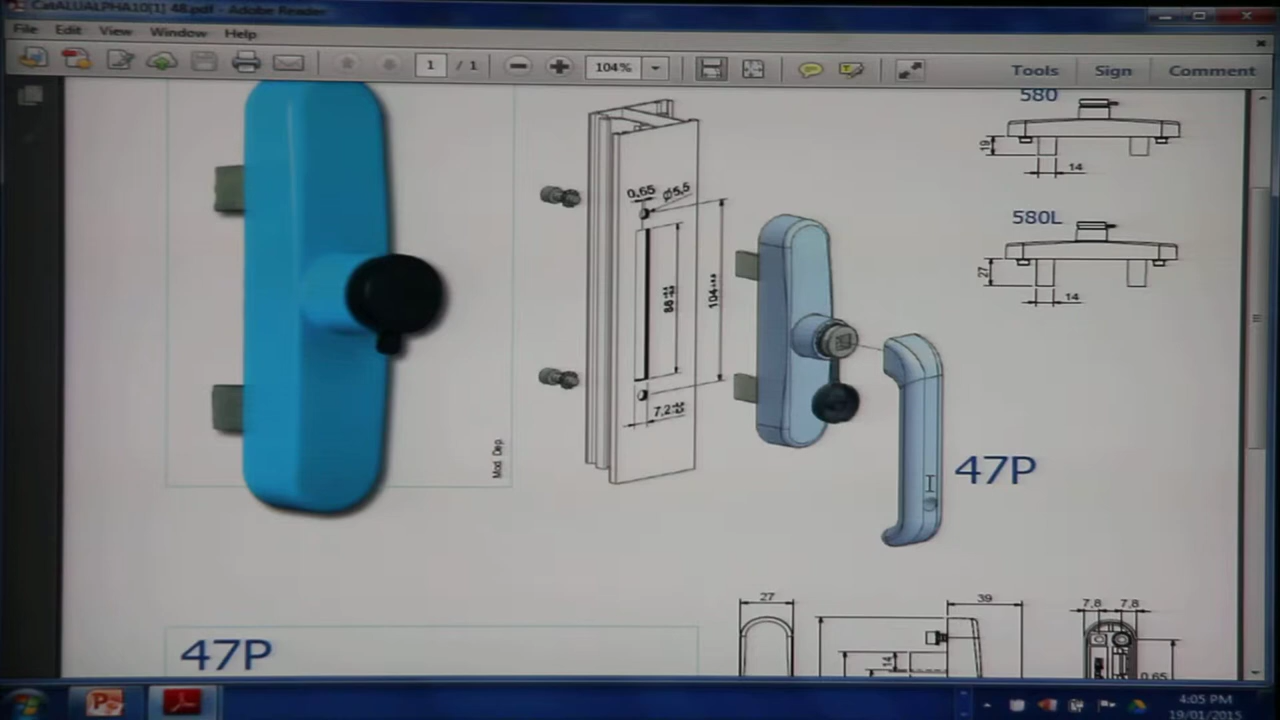 CatALUALPHA10[1] 48.pdf - Adobe Reader
File Edit View Window Help
1 / 1
104%
Tools Sign Comment
580
19
14
580L
27
14
0,65 Ø5,5
104
7,2
Mod. Dep.
47P
47P
27
39
7,8 7,8
14
0,65
4:05 PM
19/01/2015